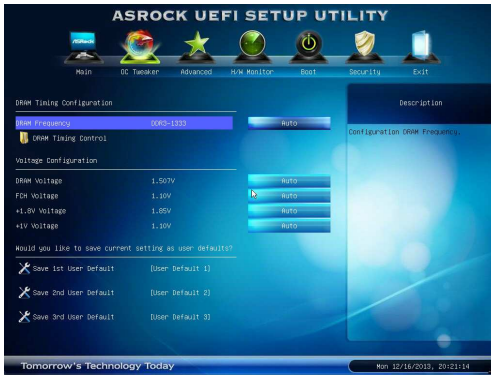 ASROCK UEFI SETUP UTILITY
ASRock
Main OC Tweaker Advanced H/W Monitor Boot Security Exit
DRAM Timing Configuration
DRAM Frequency DDR3-1333 Auto
DRAM Timing Control
Voltage Configuration
DRAM Voltage 1.507V Auto
FCH Voltage 1.10V Auto
+1.8V Voltage 1.85V Auto
+1V Voltage 1.10V Auto
Would you like to save current setting as user defaults?
Save 1st User Default [User Default 1]
Save 2nd User Default [User Default 2]
Save 3rd User Default [User Default 3]
Description
Configuration DRAM Frequency.
Tomorrow's Technology Today
Mon 12/16/2013, 20:21:14